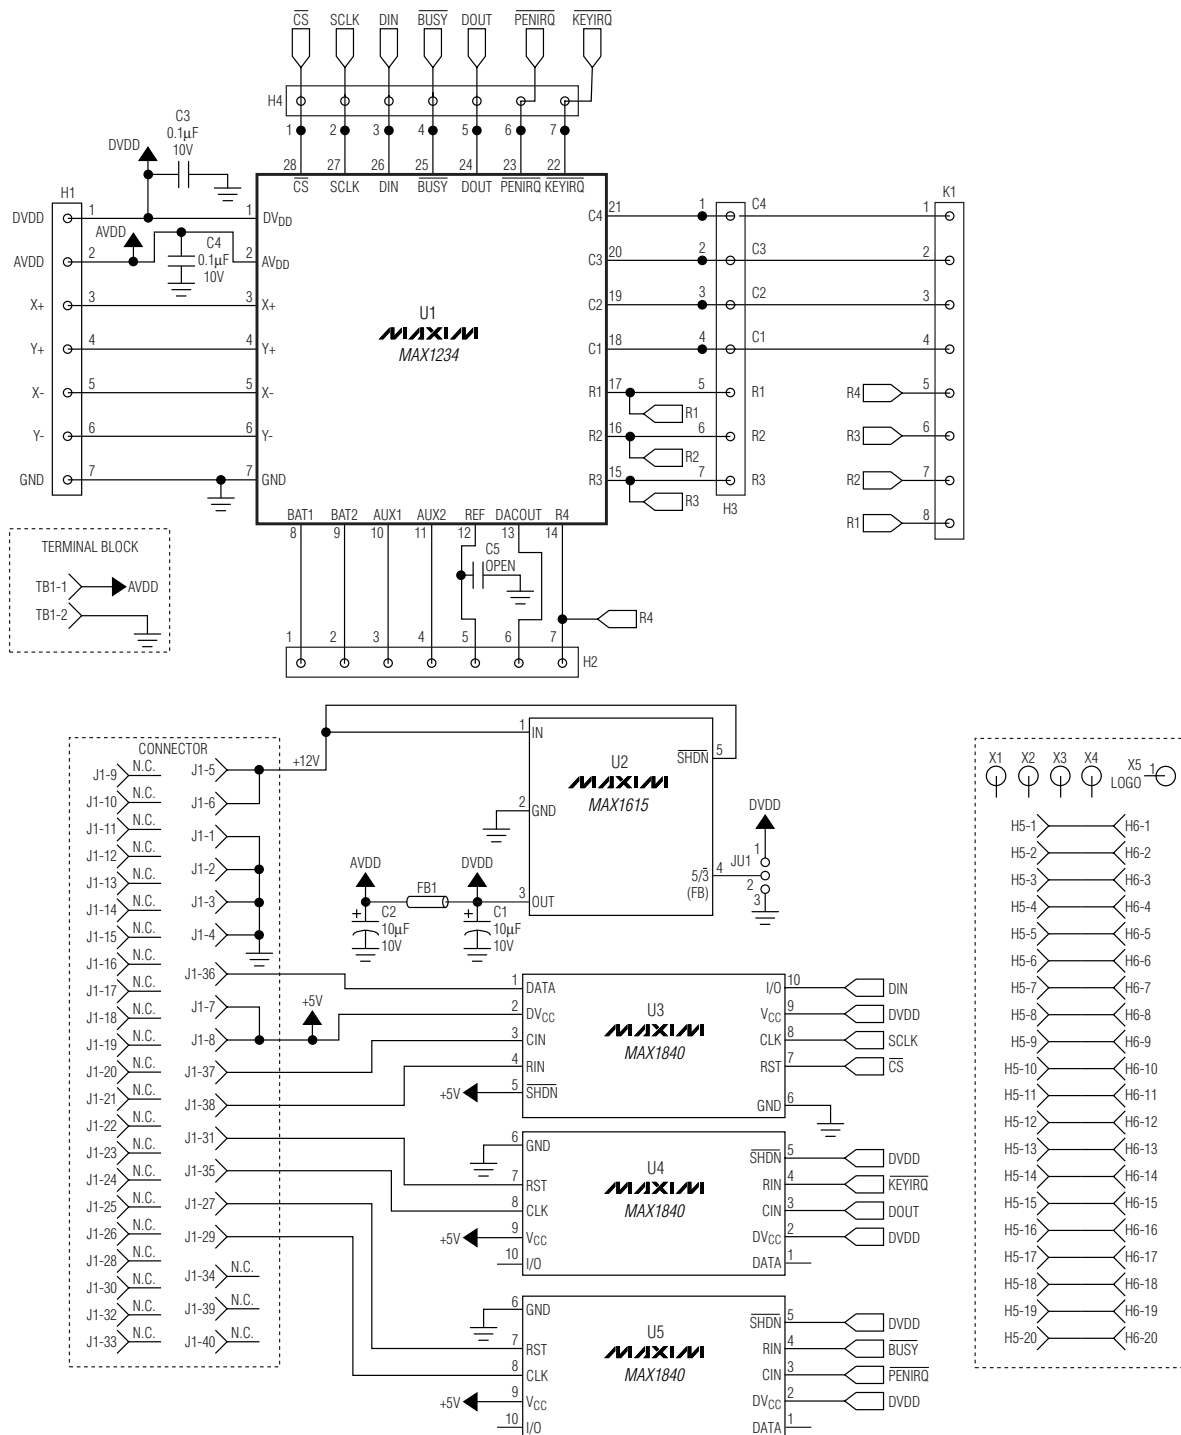 CS SCLK DIN BUSY DOUT PENIRQ KEYIRQ
H4
1 2 3 4 5 6 7
28 27 26 25 24 23 22
CS SCLK DIN BUSY DOUT PENIRQ KEYIRQ
C3
0.1µF
10V
DVDD
H1
DVDD 1 1 DVDD
AVDD
C4
0.1µF
10V
AVDD 2 2 AVDD
X+ 3 3 X+
Y+ 4 4 Y+
X- 5 5 X-
Y- 6 6 Y-
GND 7 7 GND
U1
MAXIM
MAX1234
C4 21 1 C4
C3 20 2 C3
C2 19 3 C2
C1 18 4 C1
R1 17 5 R1
R1
R2 16 6 R2
R2
R3 15 7 R3
R3
H3
K1
1
2
3
4
R4 5
R3 6
R2 7
R1 8
BAT1 BAT2 AUX1 AUX2 REF DACOUT R4
8 9 10 11 12 13 14
C5
OPEN
R4
1 2 3 4 5 6 7
H2
TERMINAL BLOCK
TB1-1 AVDD
TB1-2
CONNECTOR
J1-9 N.C.
J1-10 N.C.
J1-11 N.C.
J1-12 N.C.
J1-13 N.C.
J1-14 N.C.
J1-15 N.C.
J1-16 N.C.
J1-17 N.C.
J1-18 N.C.
J1-19 N.C.
J1-20 N.C.
J1-21 N.C.
J1-22 N.C.
J1-23 N.C.
J1-24 N.C.
J1-25 N.C.
J1-26 N.C.
J1-28 N.C.
J1-30 N.C.
J1-32 N.C.
J1-33 N.C.
J1-5
J1-6
J1-1
J1-2
J1-3
J1-4
J1-36
J1-7
J1-8
J1-37
J1-38
J1-31
J1-35
J1-27
J1-29
J1-34 N.C.
J1-39 N.C.
J1-40 N.C.
+12V
+5V
1 IN
2 GND
3 OUT
U2
MAXIM
MAX1615
SHDN 5
5/3 4
(FB)
DVDD
JU1
1
2
3
AVDD
FB1
DVDD
+ C2
10µF
10V
+ C1
10µF
10V
1 DATA
2 DVCC
3 CIN
4 RIN
+5V 5 SHDN
U3
MAXIM
MAX1840
I/O 10 DIN
VCC 9 DVDD
CLK 8 SCLK
RST 7 CS
GND 6
6 GND
7 RST
8 CLK
+5V 9 VCC
10 I/O
U4
MAXIM
MAX1840
SHDN 5 DVDD
RIN 4 KEYIRQ
CIN 3 DOUT
DVCC 2 DVDD
DATA 1
6 GND
7 RST
8 CLK
+5V 9 VCC
10 I/O
U5
MAXIM
MAX1840
SHDN 5 DVDD
RIN 4 BUSY
CIN 3 PENIRQ
DVCC 2 DVDD
DATA 1
X1 X2 X3 X4 X5
LOGO 1
H5-1 H6-1
H5-2 H6-2
H5-3 H6-3
H5-4 H6-4
H5-5 H6-5
H5-6 H6-6
H5-7 H6-7
H5-8 H6-8
H5-9 H6-9
H5-10 H6-10
H5-11 H6-11
H5-12 H6-12
H5-13 H6-13
H5-14 H6-14
H5-15 H6-15
H5-16 H6-16
H5-17 H6-17
H5-18 H6-18
H5-19 H6-19
H5-20 H6-20